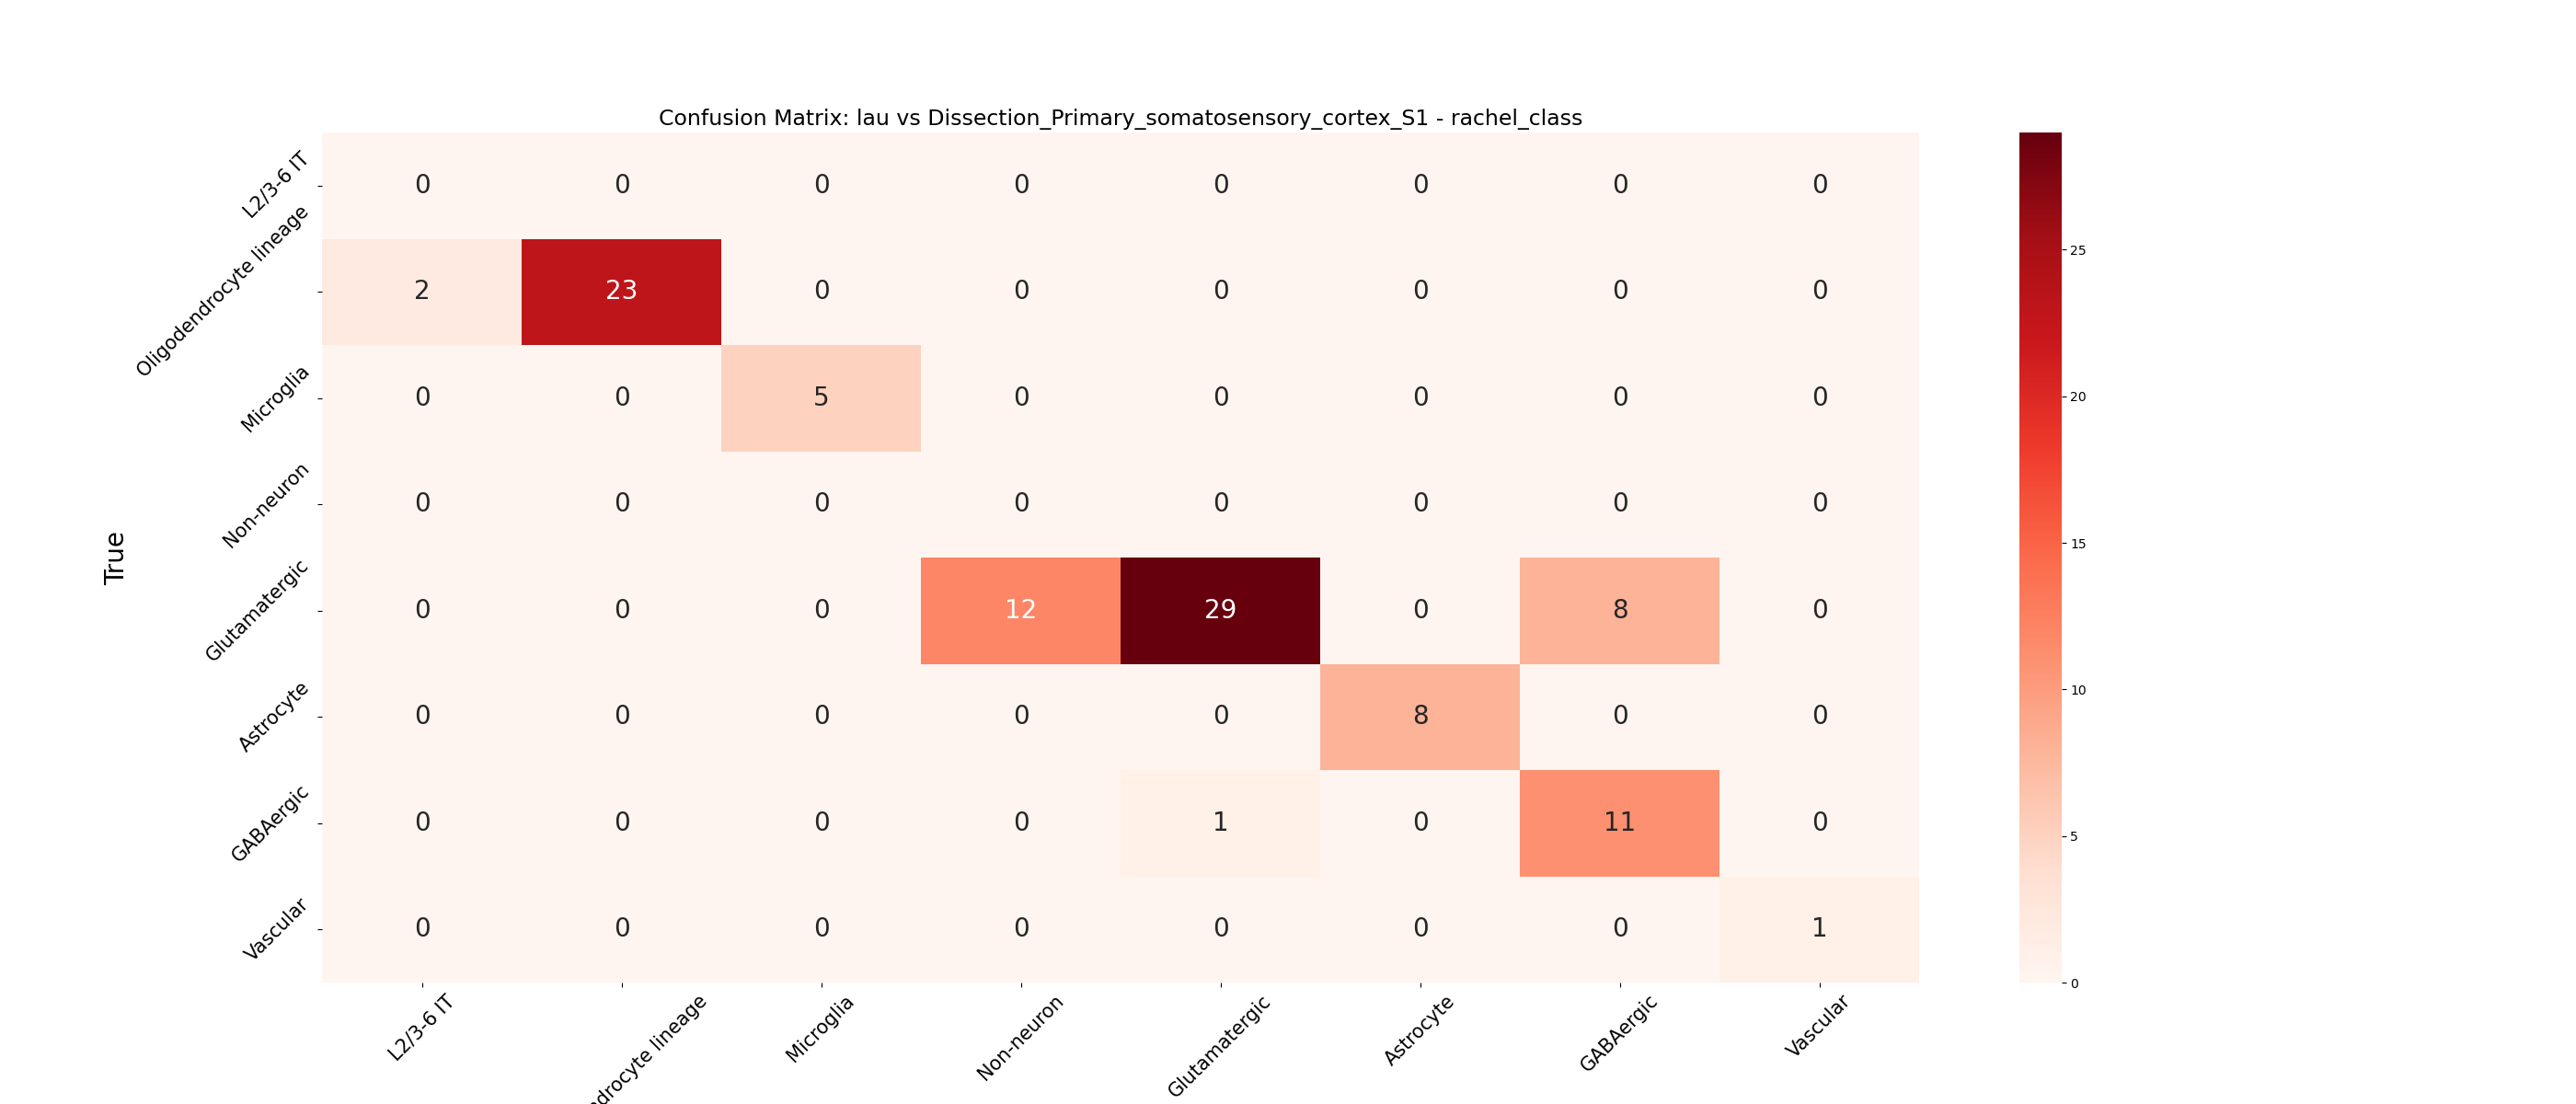 Confusion Matrix: lau vs Dissection_Primary_somatosensory_cortex_S1 - rachel_class
True
L2/3-6 IT
0 0 0 0 0 0 0 0
Oligodendrocyte lineage
2 23 0 0 0 0 0 0
Microglia
0 0 5 0 0 0 0 0
Non-neuron
0 0 0 0 0 0 0 0
Glutamatergic
0 0 0 12 29 0 8 0
Astrocyte
0 0 0 0 0 8 0 0
GABAergic
0 0 0 0 1 0 11 0
Vascular
0 0 0 0 0 0 0 1
L2/3-6 IT
ndrocyte lineage
Microglia
Non-neuron
Glutamatergic
Astrocyte
GABAergic
Vascular
25
20
15
10
5
0